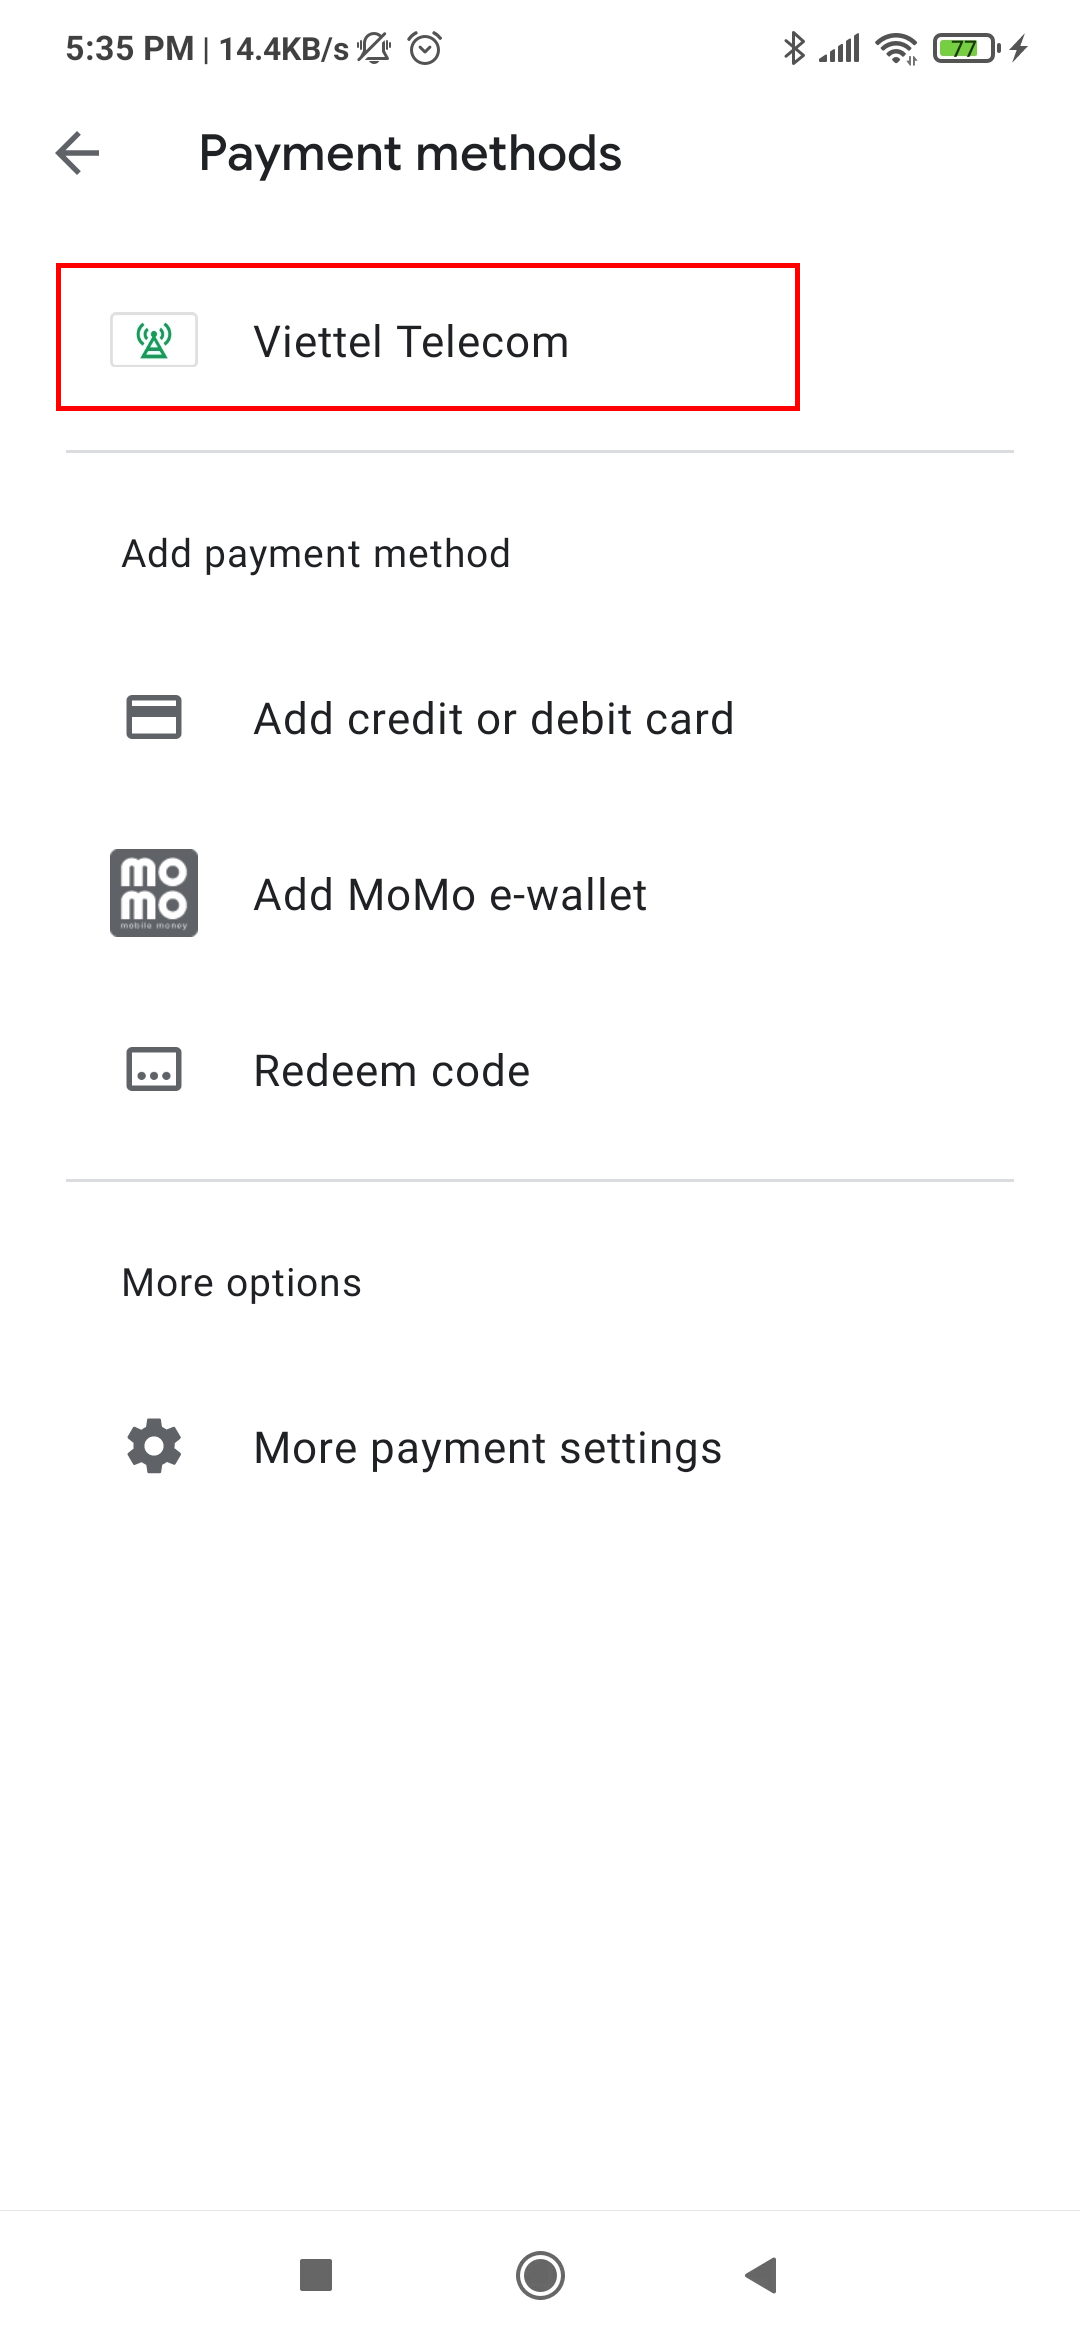 5:35 PM | 14.4KB/s 77
Payment methods
Viettel Telecom
Add payment method
Add credit or debit card
mo
mo
mobile money
Add MoMo e-wallet
Redeem code
More options
More payment settings